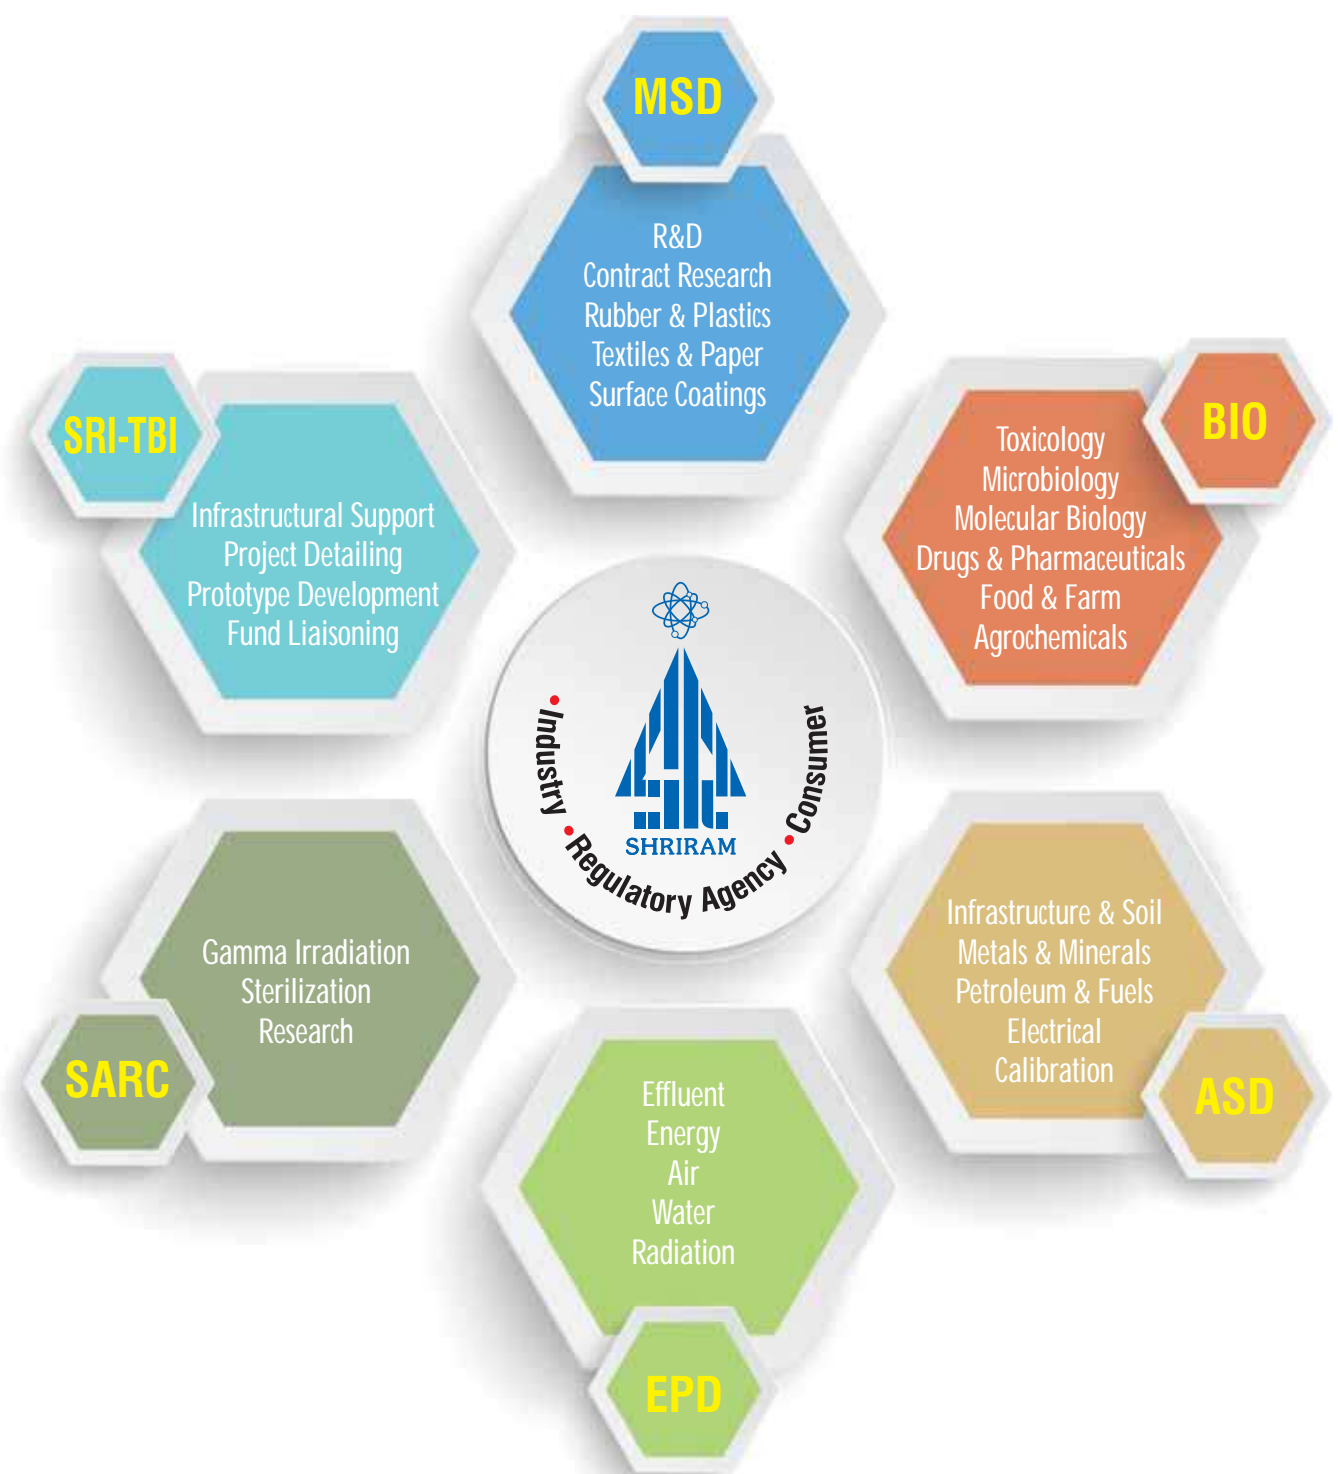 MSD
R&D
Contract Research
Rubber & Plastics
Textiles & Paper
Surface Coatings
BIO
Toxicology
Microbiology
Molecular Biology
Drugs & Pharmaceuticals
Food & Farm
Agrochemicals
SRI-TBI
Infrastructural Support
Project Detailing
Prototype Development
Fund Liaisoning
SHRIRAM
•Industry •Regulatory Agency •Consumer
Infrastructure & Soil
Metals & Minerals
Petroleum & Fuels
Electrical
Calibration
ASD
Gamma Irradiation
Sterilization
Research
SARC
Effluent
Energy
Air
Water
Radiation
EPD